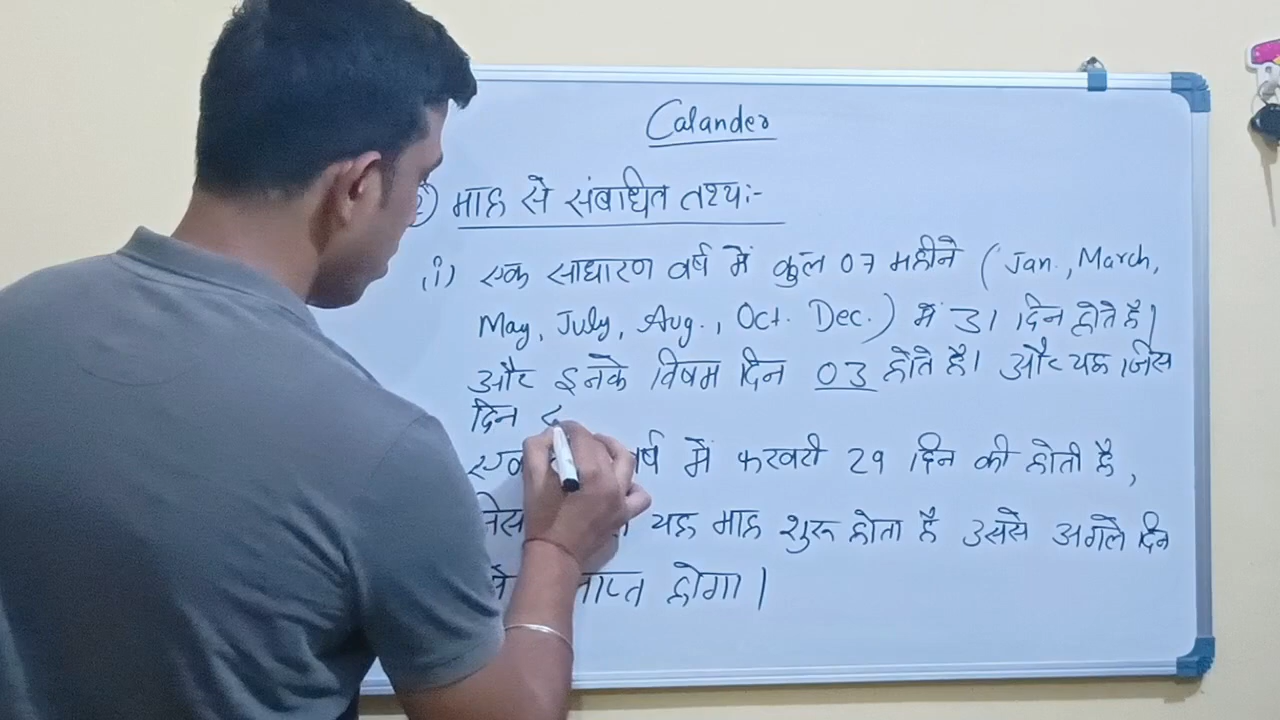 Calander
माह से संबाधित तथ्य:-
(i) एक साधारण वर्ष में कुल 07 महीने (Jan., March,
May, July, Aug., Oct. Dec.) में 31 दिन होते है।
और इनके विषम दिन 03 होते है। और यह जिस
दिन
वर्ष में फरवरी 29 दिन की होती है,
यह माह शुरू होता है उससे अगले दिन
होगा।